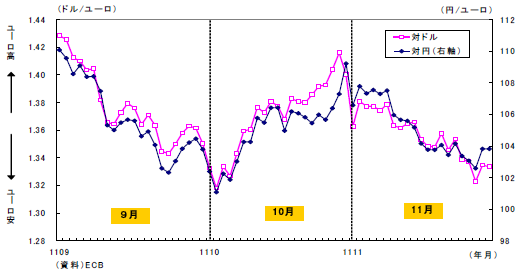 (ドル/ユーロ)
(円/ユーロ)
1.44
1.42
1.40
1.38
1.36
1.34
1.32
1.30
1.28
112
110
108
106
104
102
100
98
ユーロ高
ユーロ安
対ドル
対円(右軸)
9月
10月
11月
1109
1110
1111
(年月)
(資料)ECB